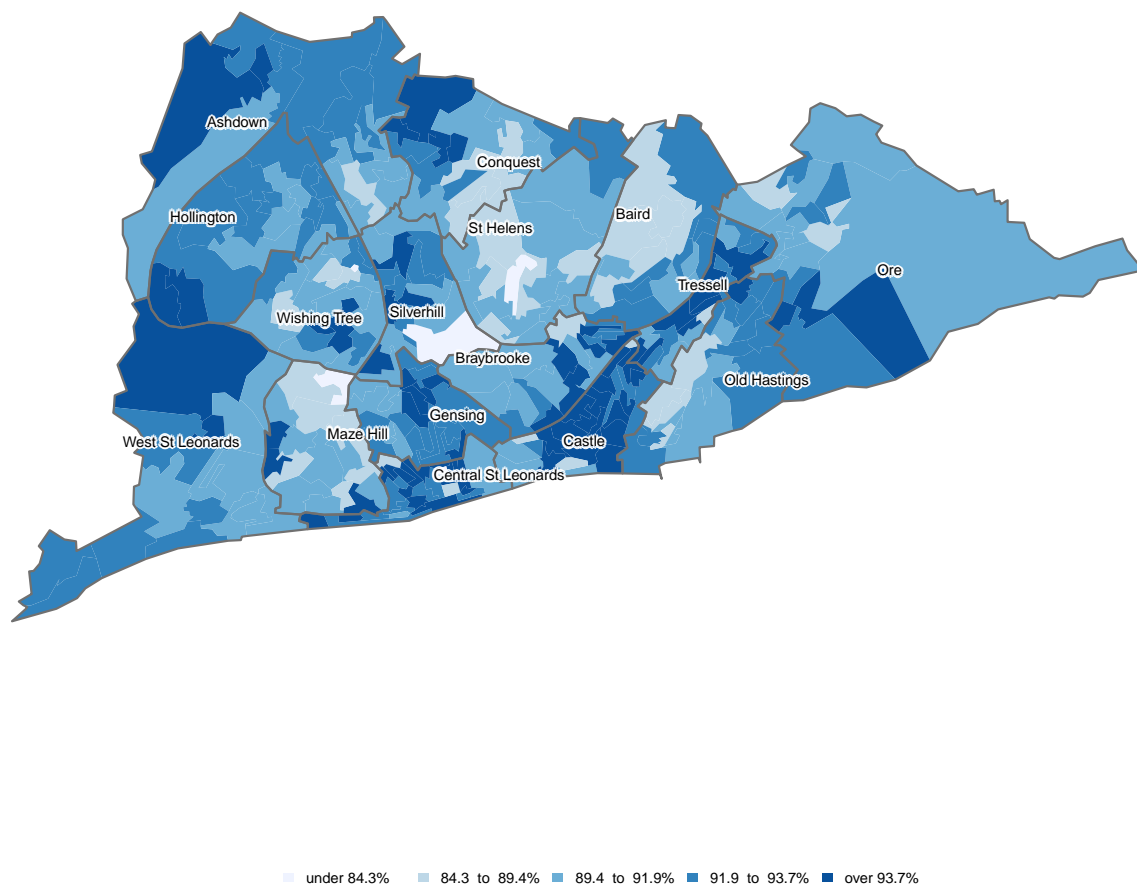 Ashdown
Conquest
Hollington
St Helens
Baird
Ore
Tressell
Wishing Tree
Silverhill
Braybrooke
Old Hastings
Gensing
Maze Hill
West St Leonards
Castle
Central St Leonards
under 84.3% 84.3 to 89.4% 89.4 to 91.9% 91.9 to 93.7% over 93.7%